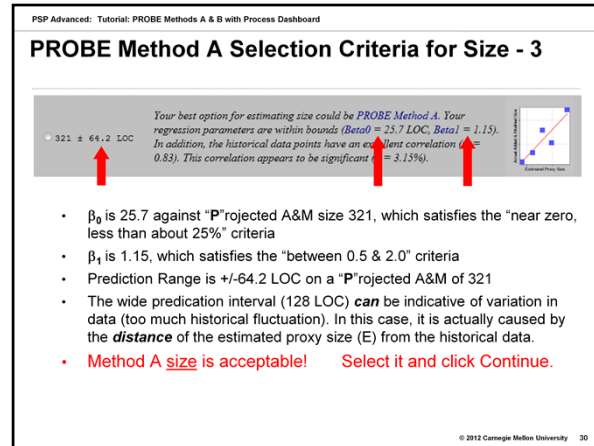 PSP Advanced: Tutorial: PROBE Methods A & B with Process Dashboard
PROBE Method A Selection Criteria for Size - 3
321 ± 64.2 LOC
Your best option for estimating size could be PROBE Method A. Your
regression parameters are within bounds (Beta0 = 25.7 LOC, Beta1 = 1.15).
In addition, the historical data points have an correlation ( =
0.83). This correlation appears to be significant ( = 3.15%).
Actual Added & Modified Size
Estimated Proxy Size
• β0 is 25.7 against “P”rojected A&M size 321, which satisfies the “near zero,
less than about 25%” criteria
• β1 is 1.15, which satisfies the “between 0.5 & 2.0” criteria
• Prediction Range is +/-64.2 LOC on a “P”rojected A&M of 321
• The wide predication interval (128 LOC) can be indicative of variation in
data (too much historical fluctuation). In this case, it is actually caused by
the distance of the estimated proxy size (E) from the historical data.
• Method A size is acceptable! Select it and click Continue.
© 2012 Carnegie Mellon University 30